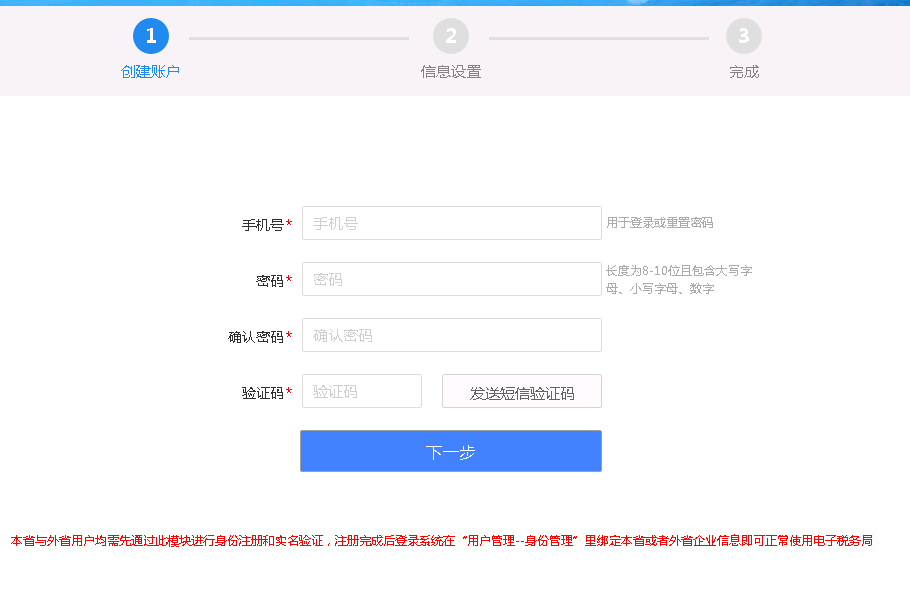 1
2
3
创建账户
信息设置
完成
手机号*
手机号
用于登录或重置密码
密码*
密码
长度为8-10位且包含大写字
母、小写字母、数字
确认密码*
确认密码
验证码*
验证码
发送短信验证码
下一步
本省与外省用户均需先通过此模块进行身份注册和实名验证，注册完成后登录系统在“用户管理--身份管理”里绑定本省或者外省企业信息即可正常使用电子税务局